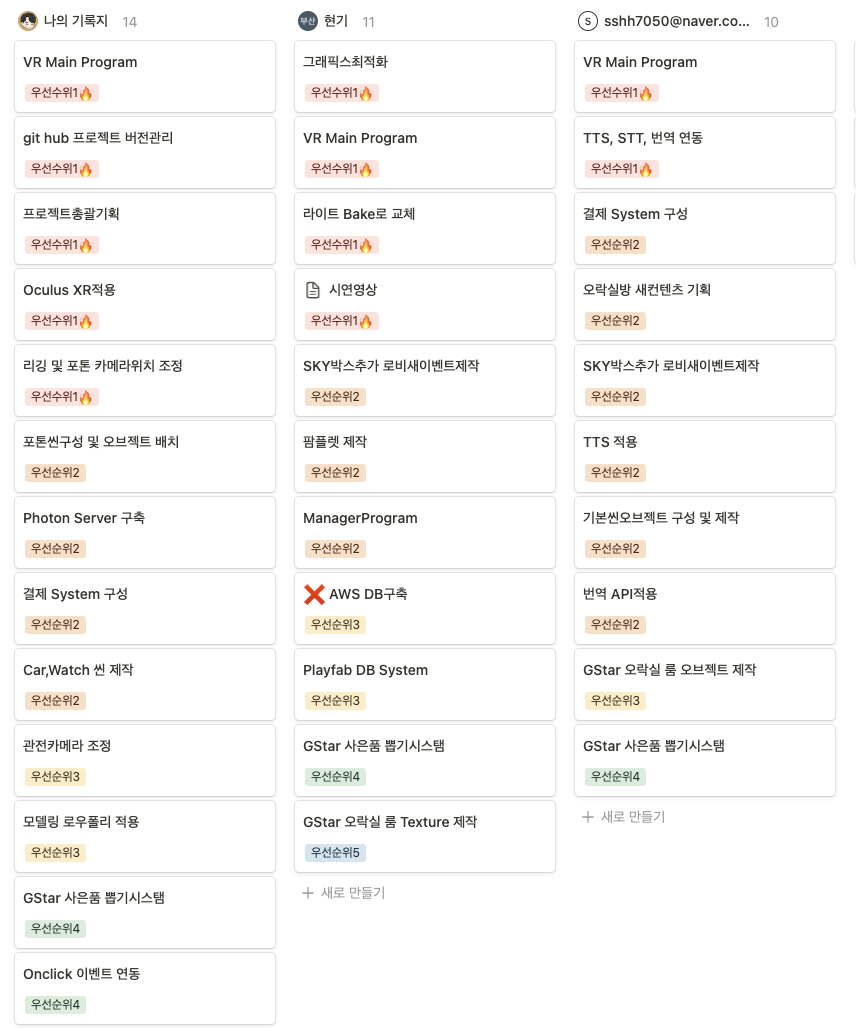 나의 기록지 14
VR Main Program
우선수위1🔥
git hub 프로젝트 버전관리
우선수위1🔥
프로젝트총괄기획
우선수위1🔥
Oculus XR적용
우선수위1🔥
리깅 및 포톤 카메라위치 조정
우선수위1🔥
포톤씬구성 및 오브젝트 배치
우선순위2
Photon Server 구축
우선순위2
결제 System 구성
우선순위2
Car,Watch 씬 제작
우선순위2
관전카메라 조정
우선순위3
모델링 로우폴리 적용
우선순위3
GStar 사은품 뽑기시스탬
우선순위4
Onclick 이벤트 연동
우선순위4
부산 현기 11
그래픽스최적화
우선수위1🔥
VR Main Program
우선수위1🔥
라이트 Bake로 교체
우선수위1🔥
시연영상
우선수위1🔥
SKY박스추가 로비새이벤트제작
우선순위2
팜플렛 제작
우선순위2
ManagerProgram
우선순위2
❌ AWS DB구축
우선순위3
Playfab DB System
우선순위3
GStar 사은품 뽑기시스탬
우선순위4
GStar 오락실 룸 Texture 제작
우선순위5
+ 새로 만들기
S sshh7050@naver.co... 10
VR Main Program
우선수위1🔥
TTS, STT, 번역 연동
우선수위1🔥
결제 System 구성
우선순위2
오락실방 새컨텐츠 기획
우선순위2
SKY박스추가 로비새이벤트제작
우선순위2
TTS 적용
우선순위2
기본씬오브젝트 구성 및 제작
우선순위2
번역 API적용
우선순위2
GStar 오락실 룸 오브젝트 제작
우선순위3
GStar 사은품 뽑기시스탬
우선순위4
+ 새로 만들기